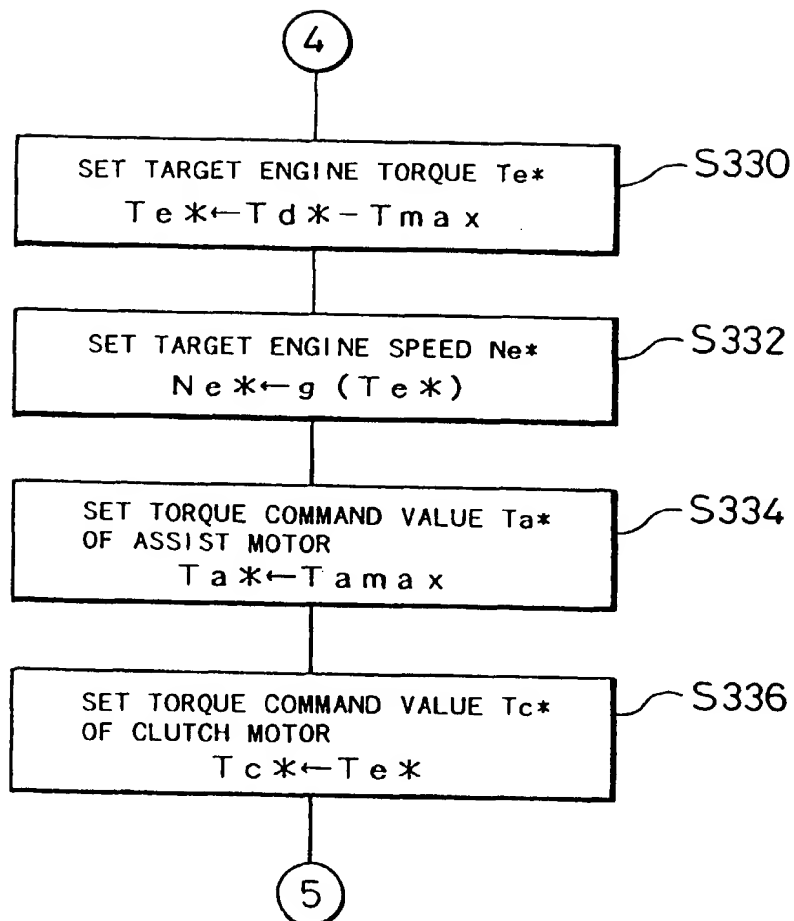 4
SET TARGET ENGINE TORQUE Te*
Te*←Td*-Tmax
S330
SET TARGET ENGINE SPEED Ne*
Ne*←g(Te*)
S332
SET TORQUE COMMAND VALUE Ta*
OF ASSIST MOTOR
Ta*←Tamax
S334
SET TORQUE COMMAND VALUE Tc*
OF CLUTCH MOTOR
Tc*←Te*
S336
5